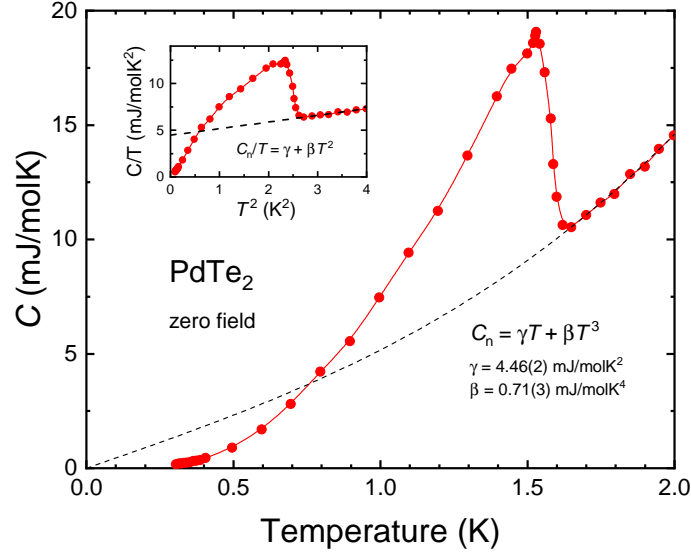 C (mJ/molK)
20
15
10
5
0
0.0 0.5 1.0 1.5 2.0
Temperature (K)
C/T (mJ/molK²)
10
5
0
0 1 2 3 4
T² (K²)
Cₙ/T = γ + βT²
PdTe₂
zero field
Cₙ = γT + βT³
γ = 4.46(2) mJ/molK²
β = 0.71(3) mJ/molK⁴